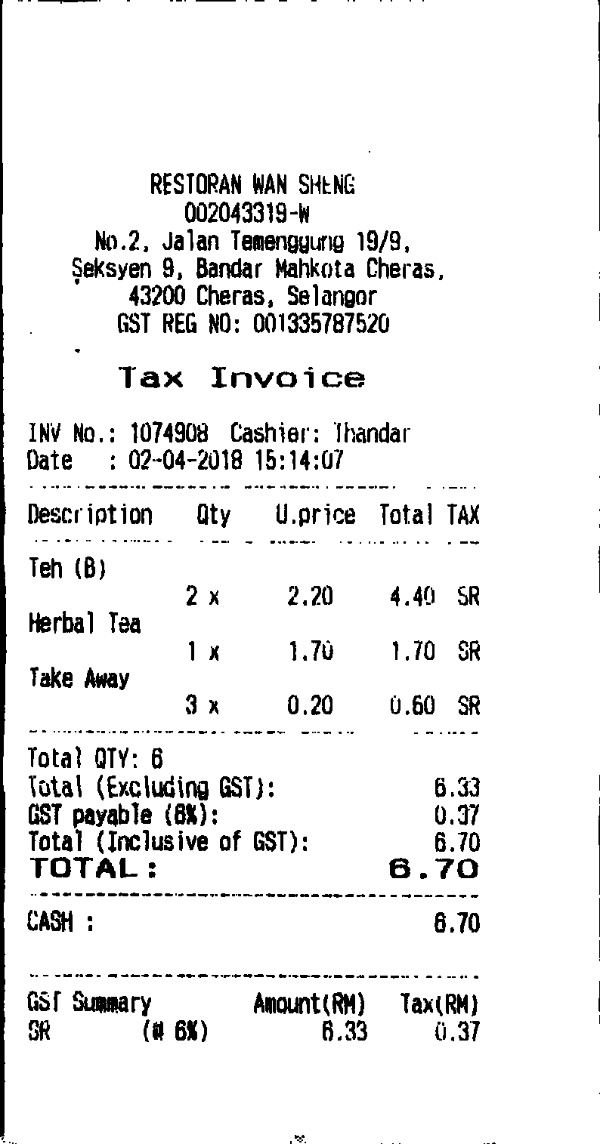 RESTORAN WAN SHENG
002043319-W
No.2, Jalan Temenggung 19/9,
Seksyen 9, Bandar Mahkota Cheras,
43200 Cheras, Selangor
GST REG NO: 001335787520
Tax Invoice
INV No.: 1074908 Cashier: Thandar
Date : 02-04-2018 15:14:07
Description Qty U.price Total TAX
Teh (B)
2 x 2.20 4.40 SR
Herbal Tea
1 x 1.70 1.70 SR
Take Away
3 x 0.20 0.60 SR
Total QTY: 6
Total (Excluding GST): 6.33
GST payable (6%): 0.37
Total (Inclusive of GST): 6.70
TOTAL: 6.70
CASH : 6.70
GST Summary Amount(RM) Tax(RM)
SR (@ 6%) 6.33 0.37